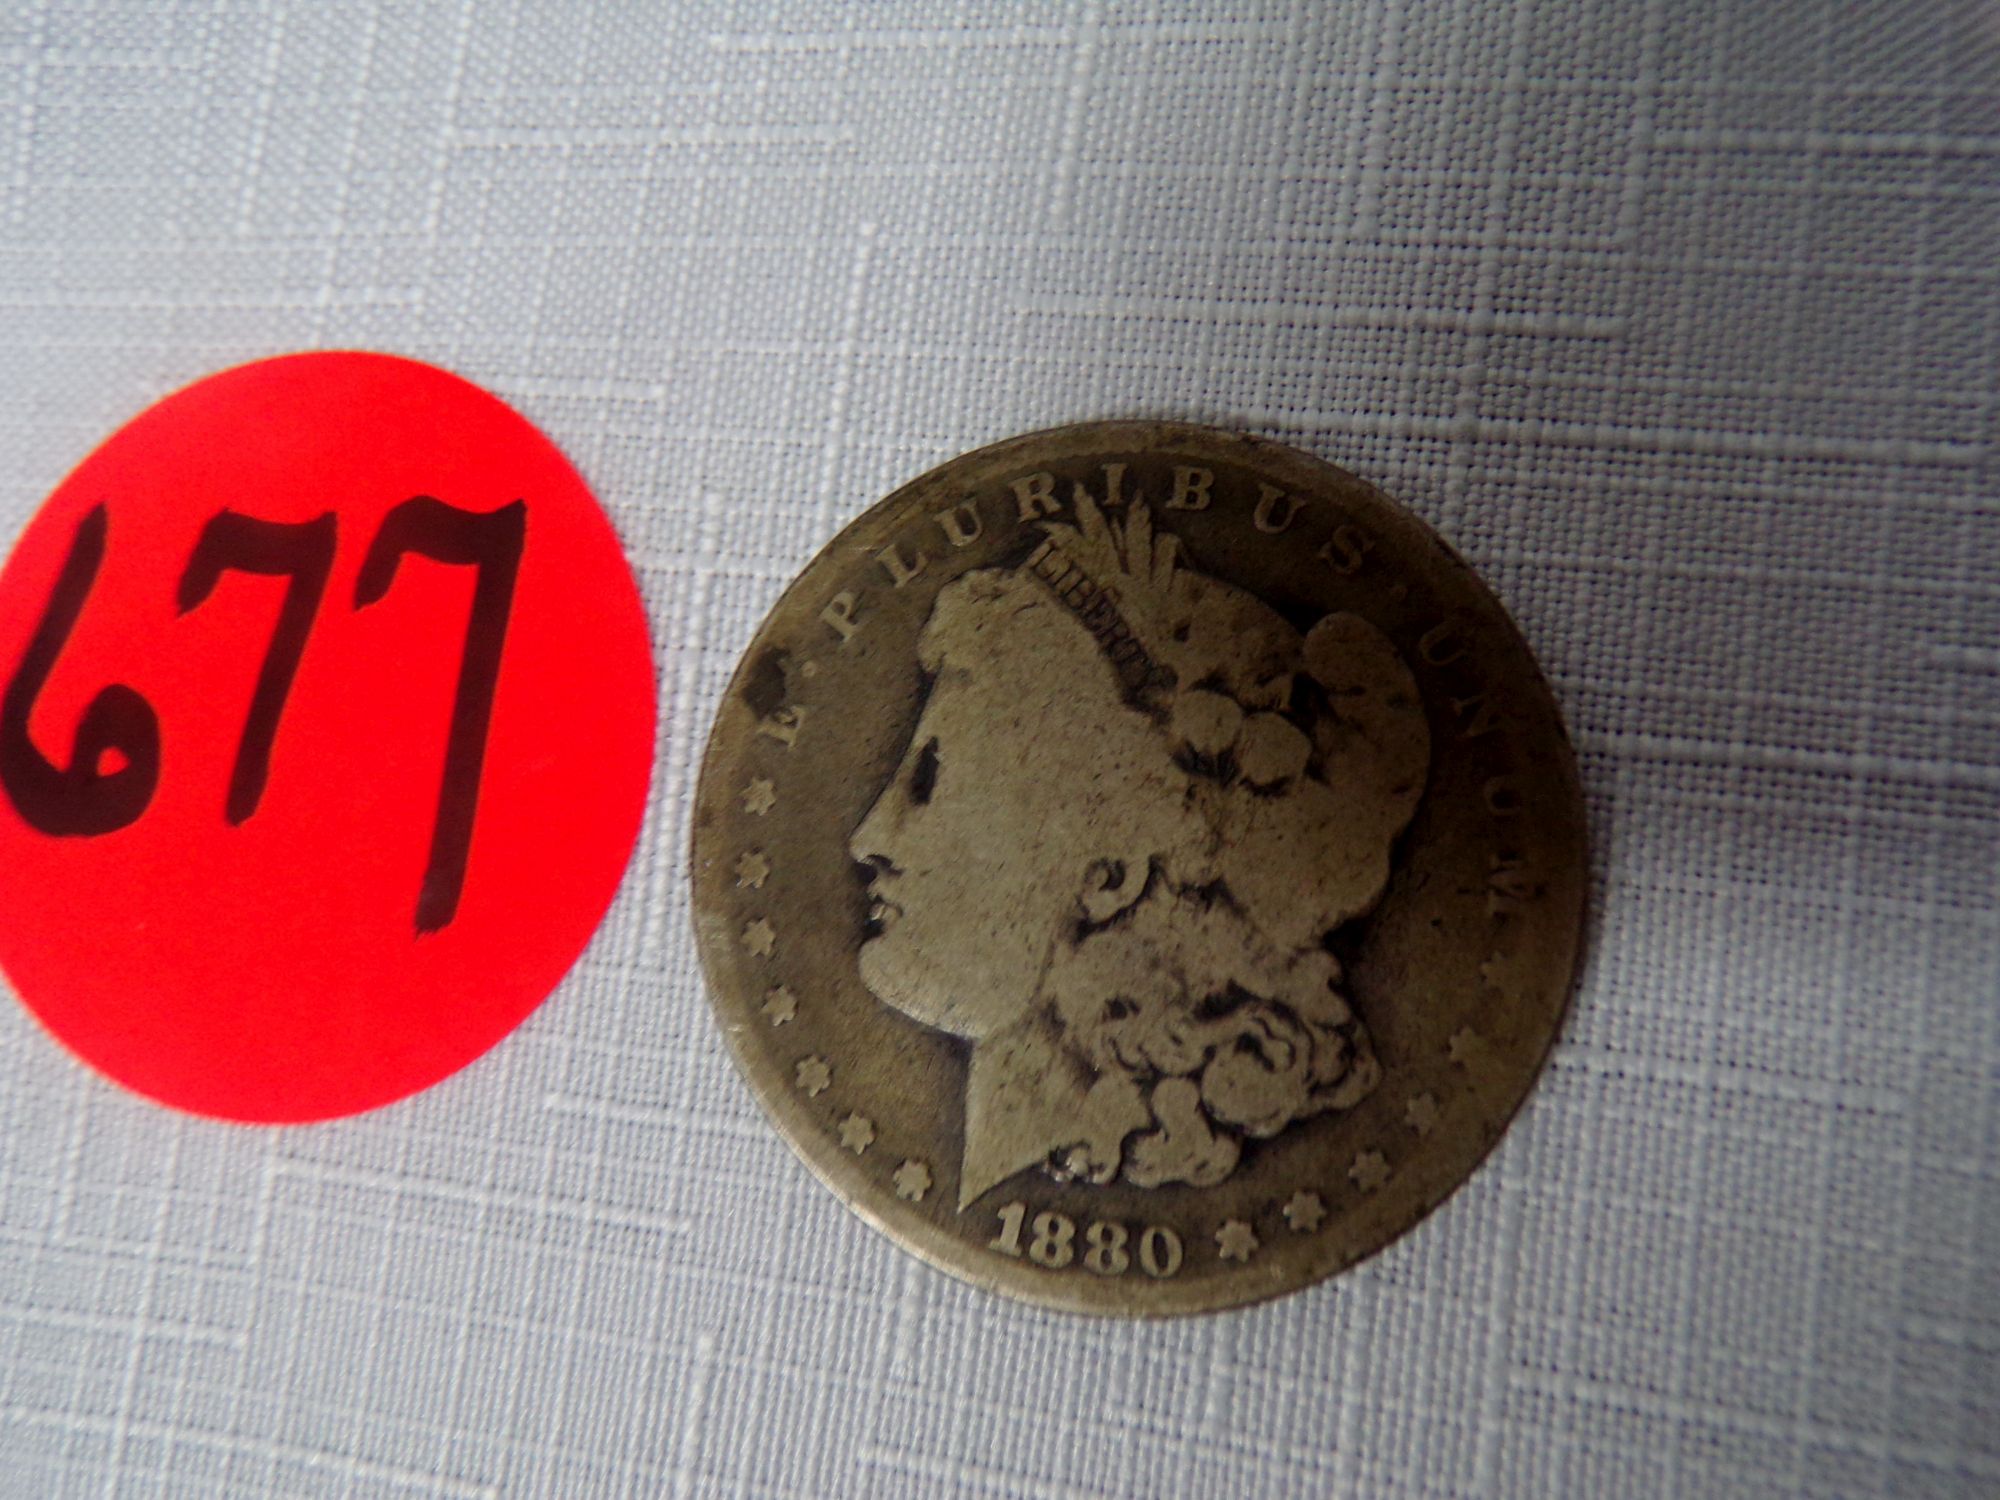 677
E · PLURIBUS · UNUM
LIBERTY
1880